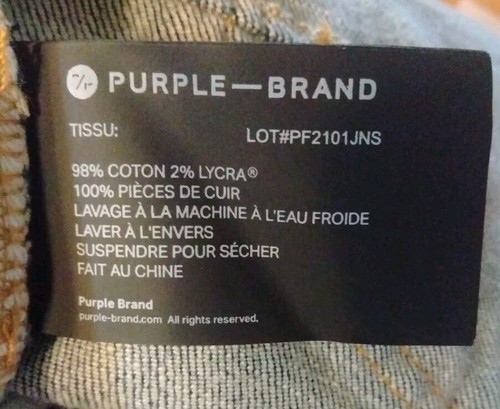 PURPLE—BRAND
TISSU: LOT#PF2101JNS
98% COTON 2% LYCRA®
100% PIÈCES DE CUIR
LAVAGE À LA MACHINE À L'EAU FROIDE
LAVER À L'ENVERS
SUSPENDRE POUR SÉCHER
FAIT AU CHINE
Purple Brand
purple-brand.com All rights reserved.